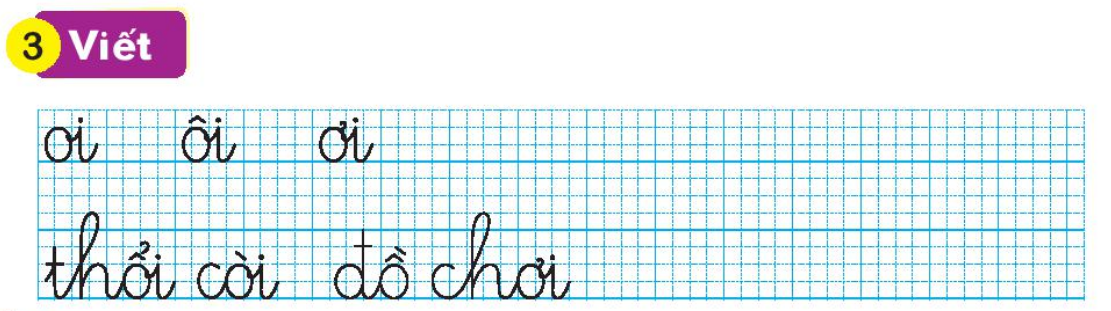 3 Viết
oi ôi ơi
thổi còi đồ chơi